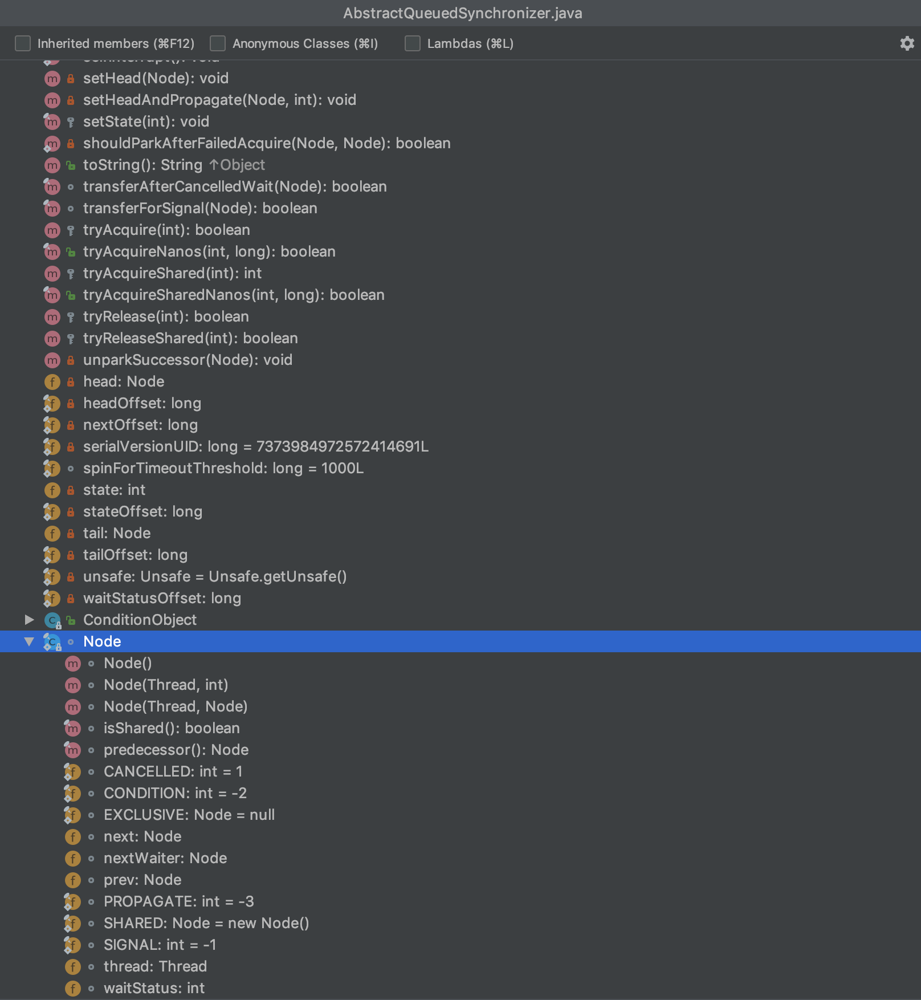 AbstractQueuedSynchronizer.java
Inherited members (⌘F12) Anonymous Classes (⌘I) Lambdas (⌘L)
selfInterrupt(): void
m setHead(Node): void
m setHeadAndPropagate(Node, int): void
m setState(int): void
m shouldParkAfterFailedAcquire(Node, Node): boolean
m toString(): String ↑Object
m transferAfterCancelledWait(Node): boolean
m transferForSignal(Node): boolean
m tryAcquire(int): boolean
m tryAcquireNanos(int, long): boolean
m tryAcquireShared(int): int
m tryAcquireSharedNanos(int, long): boolean
m tryRelease(int): boolean
m tryReleaseShared(int): boolean
m unparkSuccessor(Node): void
f head: Node
f headOffset: long
f nextOffset: long
f serialVersionUID: long = 7373984972572414691L
f spinForTimeoutThreshold: long = 1000L
f state: int
f stateOffset: long
f tail: Node
f tailOffset: long
f unsafe: Unsafe = Unsafe.getUnsafe()
f waitStatusOffset: long
C ConditionObject
C Node
m Node()
m Node(Thread, int)
m Node(Thread, Node)
m isShared(): boolean
m predecessor(): Node
f CANCELLED: int = 1
f CONDITION: int = -2
f EXCLUSIVE: Node = null
f next: Node
f nextWaiter: Node
f prev: Node
f PROPAGATE: int = -3
f SHARED: Node = new Node()
f SIGNAL: int = -1
f thread: Thread
f waitStatus: int